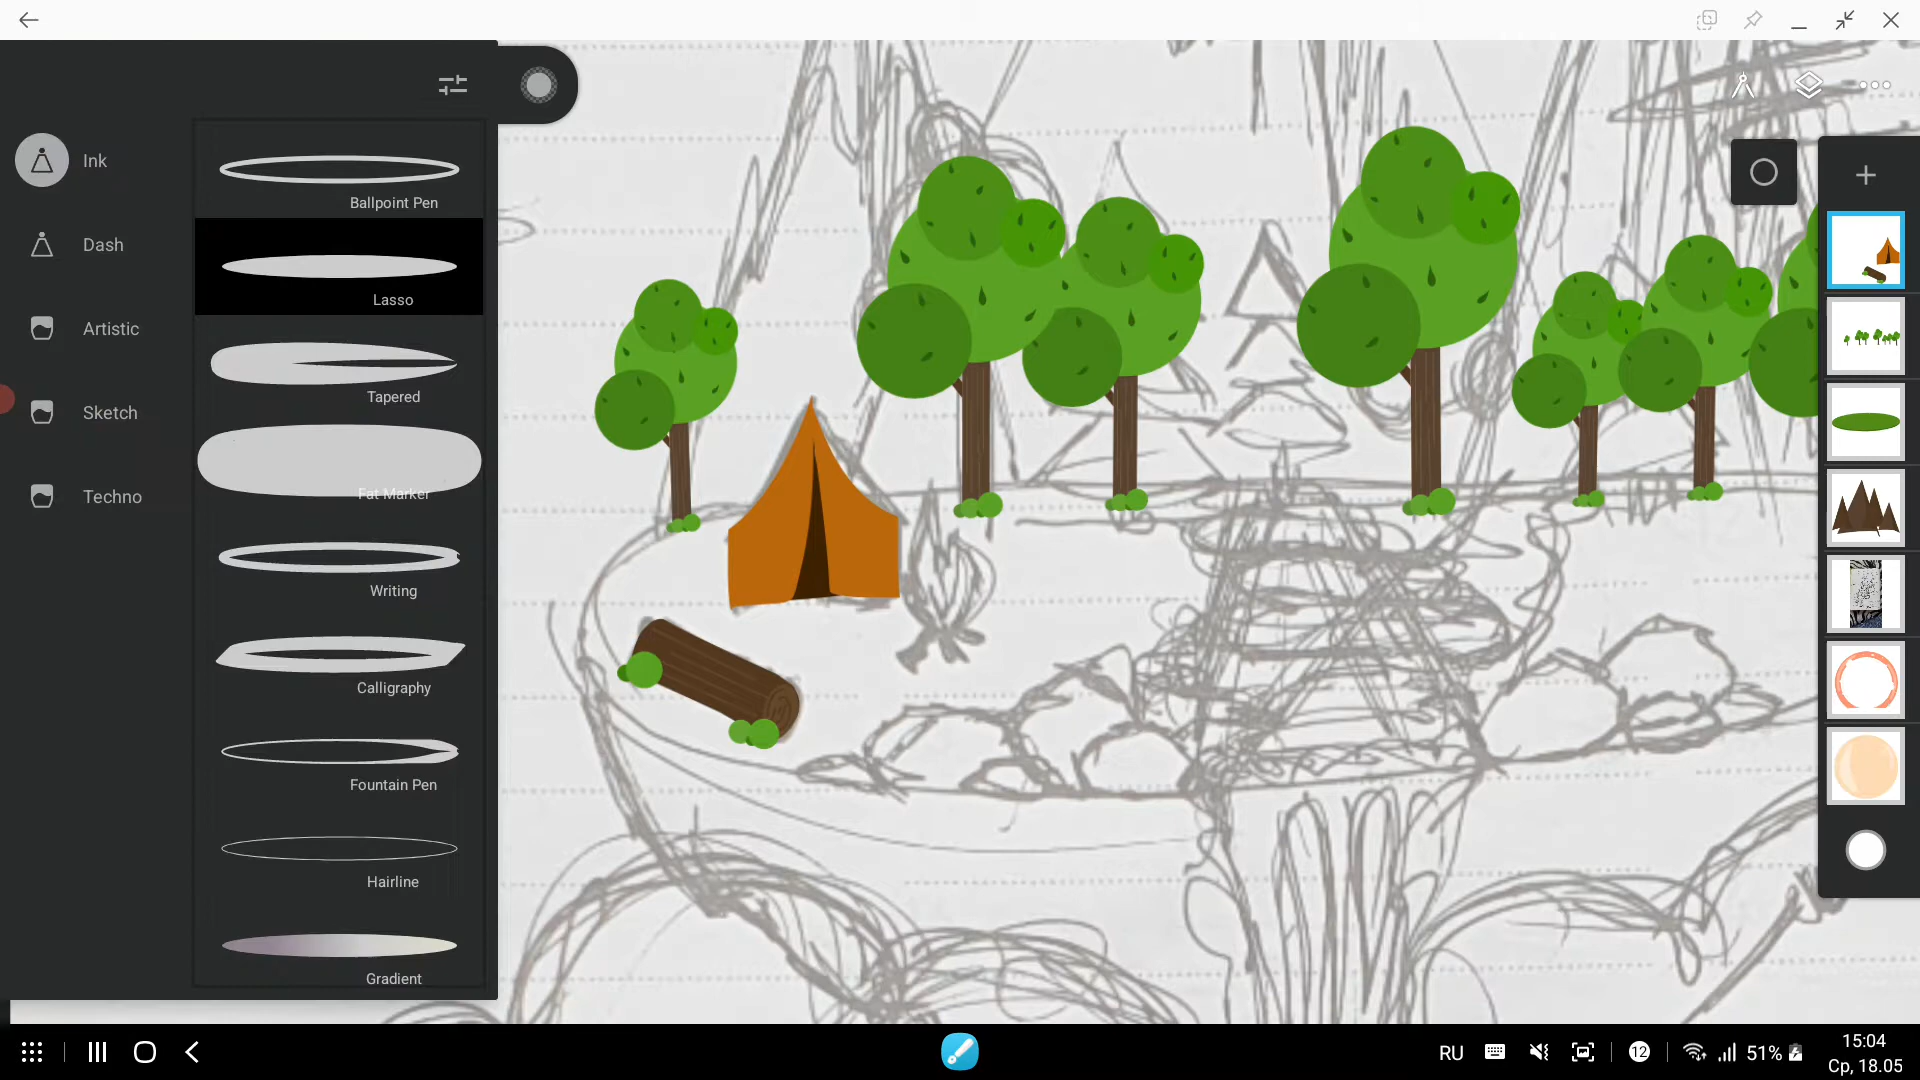 Ink
Dash
Artistic
Sketch
Techno
Ballpoint Pen
Lasso
Tapered
Fat Marker
Writing
Calligraphy
Fountain Pen
Hairline
Gradient
RU
12
51%
15:04
Ср, 18.05